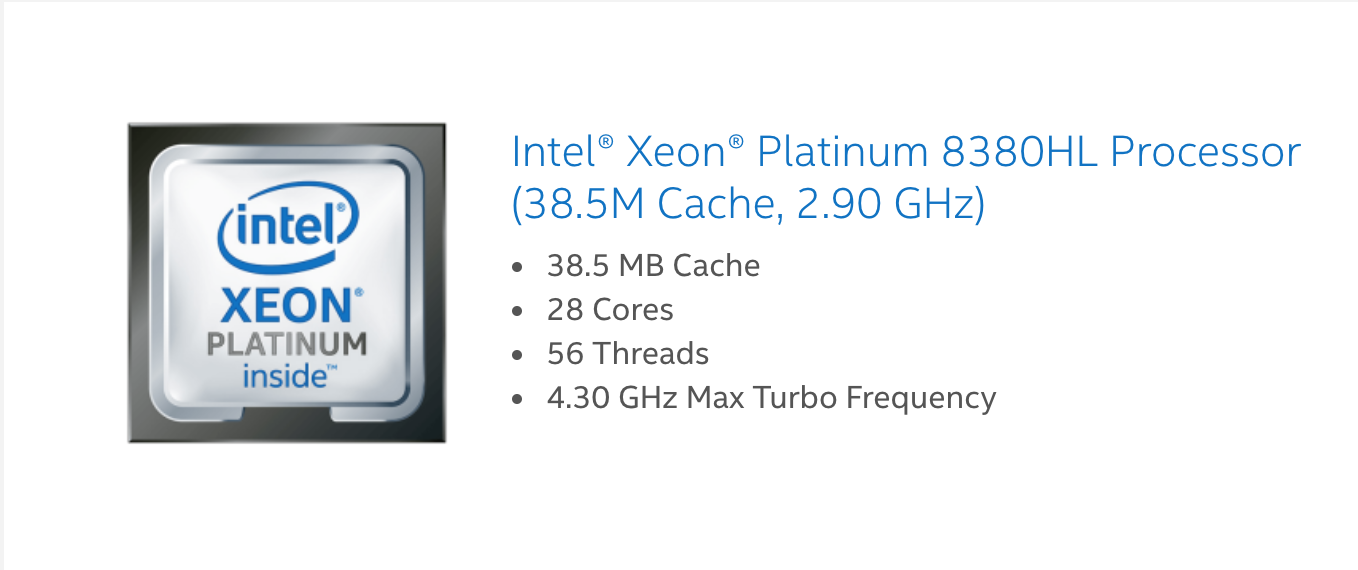 intel®
XEON®
PLATINUM
inside™
Intel® Xeon® Platinum 8380HL Processor
(38.5M Cache, 2.90 GHz)
• 38.5 MB Cache
• 28 Cores
• 56 Threads
• 4.30 GHz Max Turbo Frequency